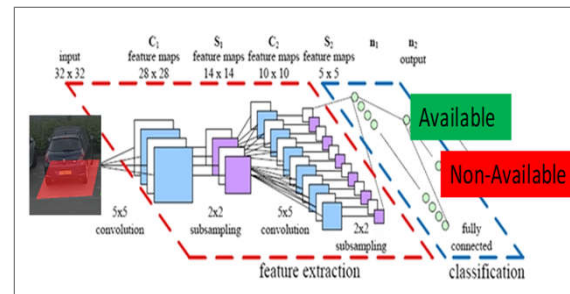 C₁ S₁ C₂ S₂ n₁ n₂
input feature maps feature maps feature maps feature maps output
32 x 32 28 x 28 14 x 14 10 x 10 5 x 5
Available
Non-Available
5x5 2x2 5x5 2x2 fully
convolution subsampling convolution subsampling connected
feature extraction classification